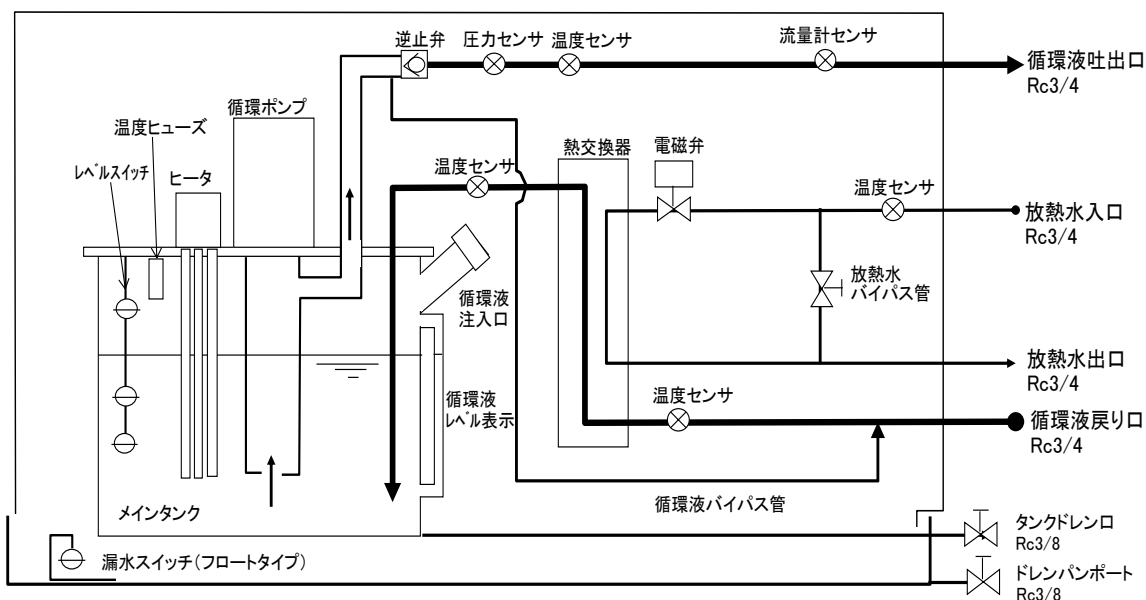 逆止弁
圧力センサ
温度センサ
流量計センサ
循環液吐出口
Rc3/4
循環ポンプ
温度ヒューズ
レベルスイッチ
ヒータ
熱交換器
電磁弁
温度センサ
温度センサ
放熱水入口
Rc3/4
循環液
注入口
放熱水
バイパス管
放熱水出口
Rc3/4
循環液
レベル表示
温度センサ
循環液戻り口
Rc3/4
メインタンク
循環液バイパス管
タンクドレン口
Rc3/8
漏水スイッチ(フロートタイプ)
ドレンパンポート
Rc3/8